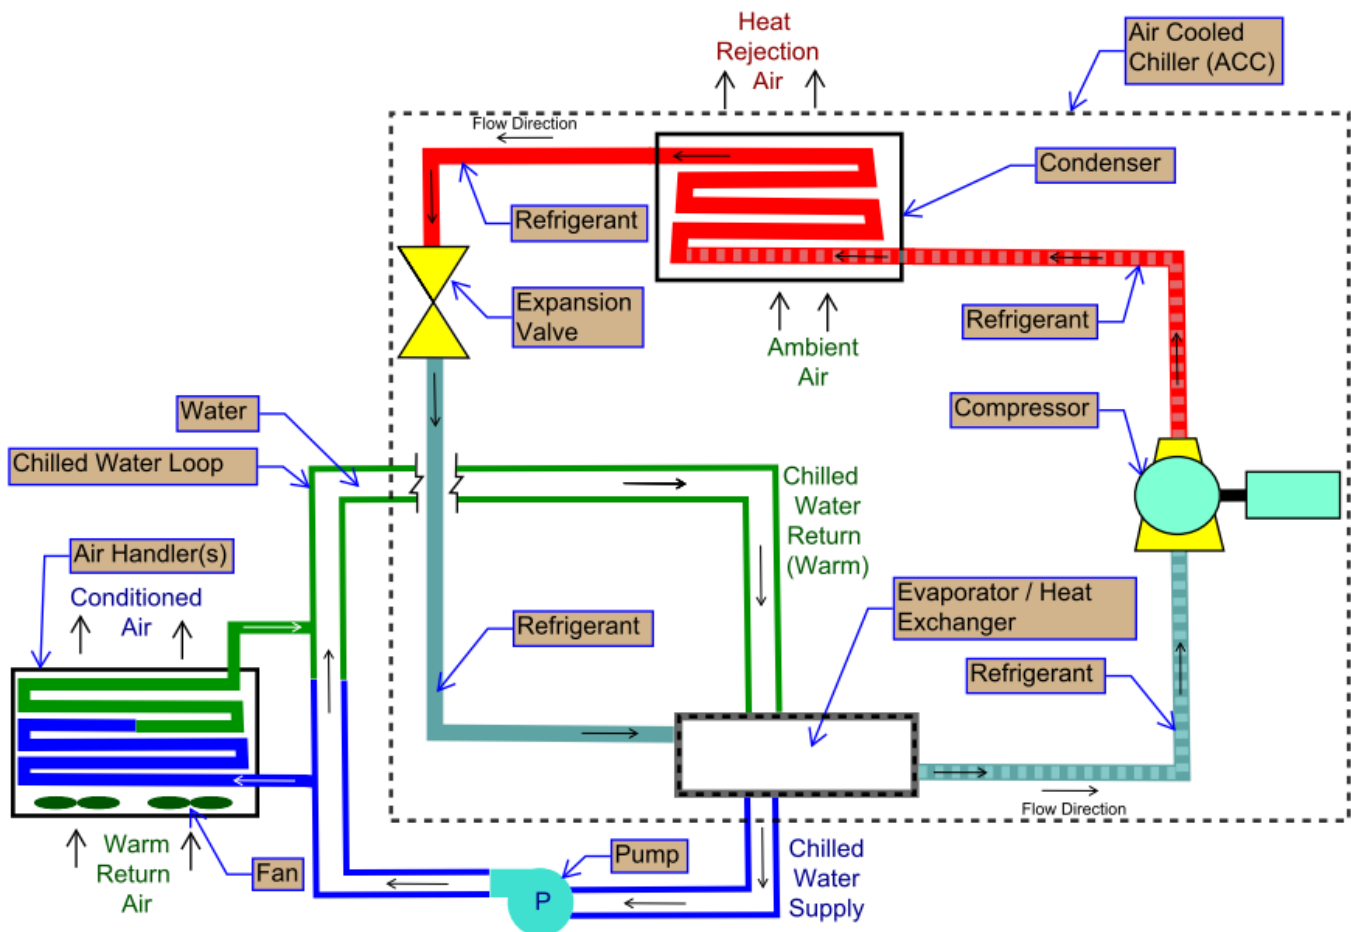 Heat
Rejection
Air
Air Cooled
Chiller (ACC)
Flow Direction
Condenser
Refrigerant
Expansion
Valve
Refrigerant
Ambient
Air
Water
Compressor
Chilled Water Loop
Chilled
Water
Return
(Warm)
Air Handler(s)
Conditioned
Air
Evaporator / Heat
Exchanger
Refrigerant
Refrigerant
Flow Direction
Warm
Return
Air
Fan
Pump
P
Chilled
Water
Supply